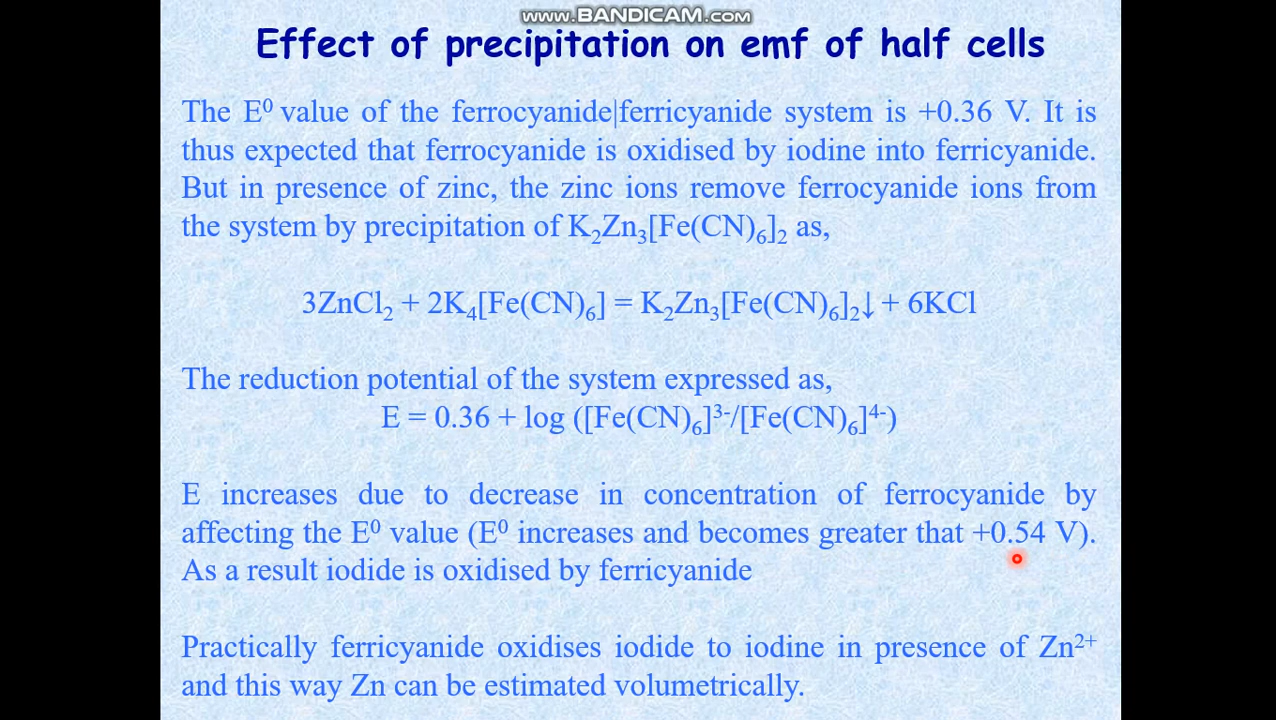 www.BANDICAM.com
Effect of precipitation on emf of half cells
The E⁰ value of the ferrocyanide|ferricyanide system is +0.36 V. It is
thus expected that ferrocyanide is oxidised by iodine into ferricyanide.
But in presence of zinc, the zinc ions remove ferrocyanide ions from
the system by precipitation of K₂Zn₃[Fe(CN)₆]₂ as,
3ZnCl₂ + 2K₄[Fe(CN)₆] = K₂Zn₃[Fe(CN)₆]₂↓ + 6KCl
The reduction potential of the system expressed as,
E = 0.36 + log ([Fe(CN)₆]³⁻/[Fe(CN)₆]⁴⁻)
E increases due to decrease in concentration of ferrocyanide by
affecting the E⁰ value (E⁰ increases and becomes greater that +0.54 V).
As a result iodide is oxidised by ferricyanide
Practically ferricyanide oxidises iodide to iodine in presence of Zn²⁺
and this way Zn can be estimated volumetrically.